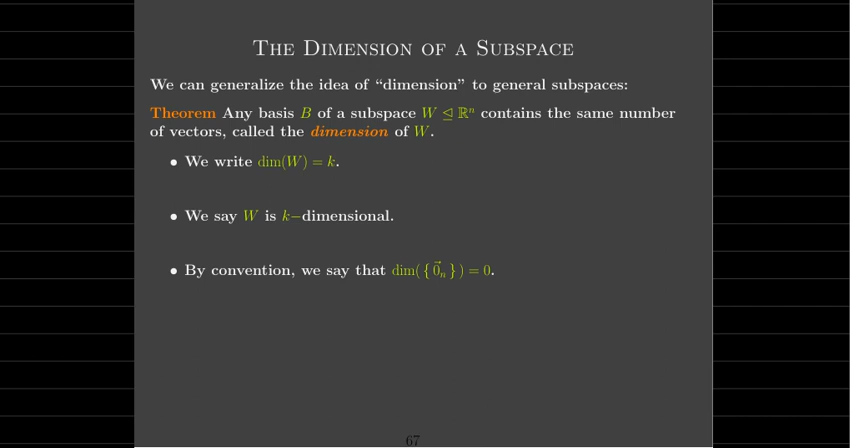 The Dimension of a Subspace
We can generalize the idea of “dimension” to general subspaces:
Theorem Any basis B of a subspace W ⊴ ℝⁿ contains the same number
of vectors, called the dimension of W.
• We write dim(W) = k.
• We say W is k−dimensional.
• By convention, we say that dim({0⃗ₙ}) = 0.
67